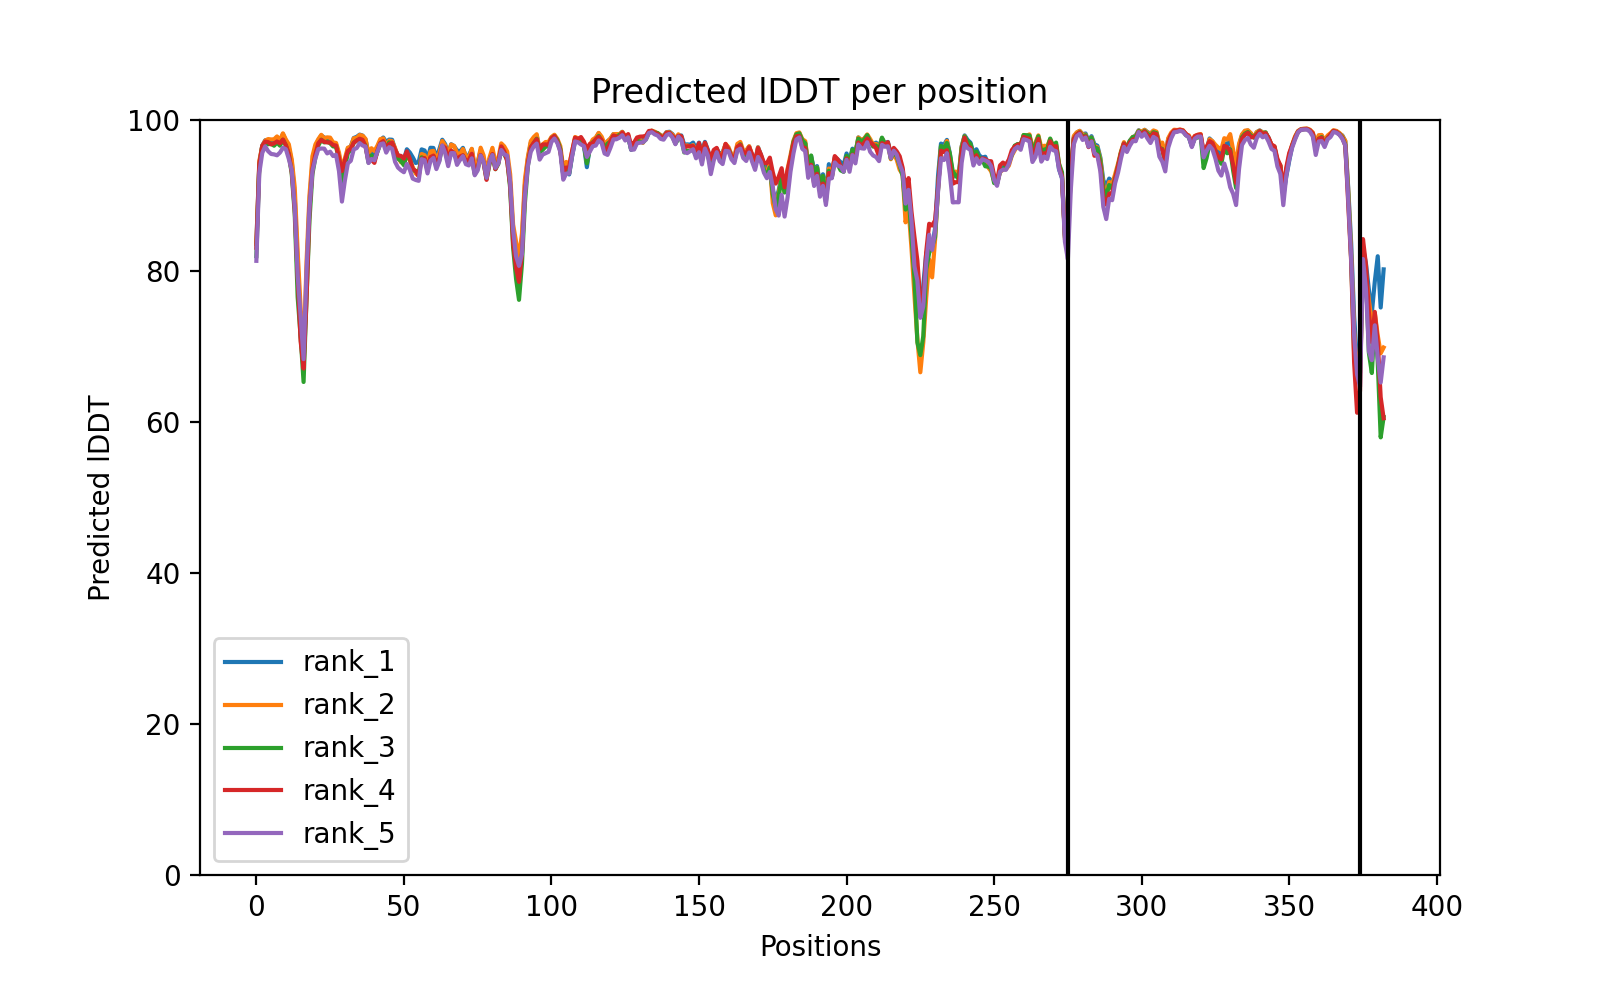 Predicted lDDT per position
100
80
60
40
20
0
Predicted lDDT
rank_1
rank_2
rank_3
rank_4
rank_5
0 50 100 150 200 250 300 350 400
Positions